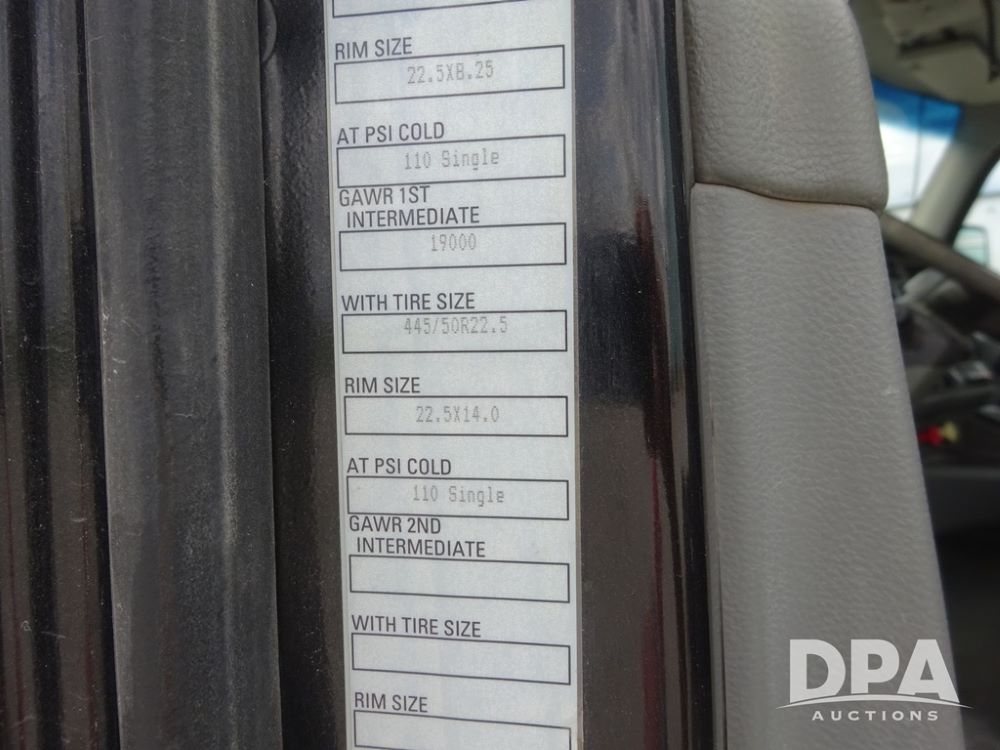 RIM SIZE
22.5X8.25
AT PSI COLD
110 Single
GAWR 1ST
INTERMEDIATE
19000
WITH TIRE SIZE
445/50R22.5
RIM SIZE
22.5X14.0
AT PSI COLD
110 Single
GAWR 2ND
INTERMEDIATE
WITH TIRE SIZE
RIM SIZE
DPA
AUCTIONS